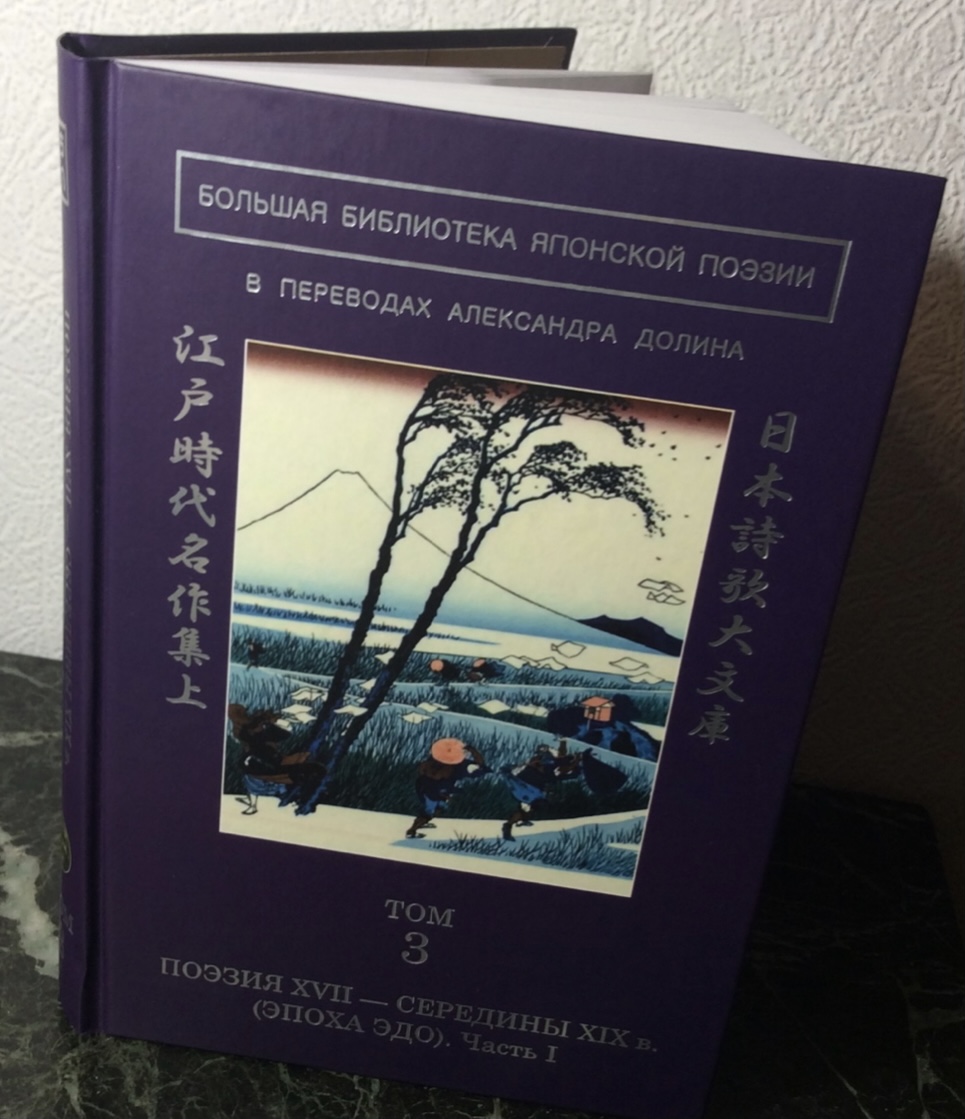 БОЛЬШАЯ БИБЛИОТЕКА ЯПОНСКОЙ ПОЭЗИИ
В ПЕРЕВОДАХ АЛЕКСАНДРА ДОЛИНА
日本詩歌大文庫
江戸時代名作集上
ТОМ
3
ПОЭЗИЯ XVII — СЕРЕДИНЫ XIX в.
(ЭПОХА ЭДО). Часть I